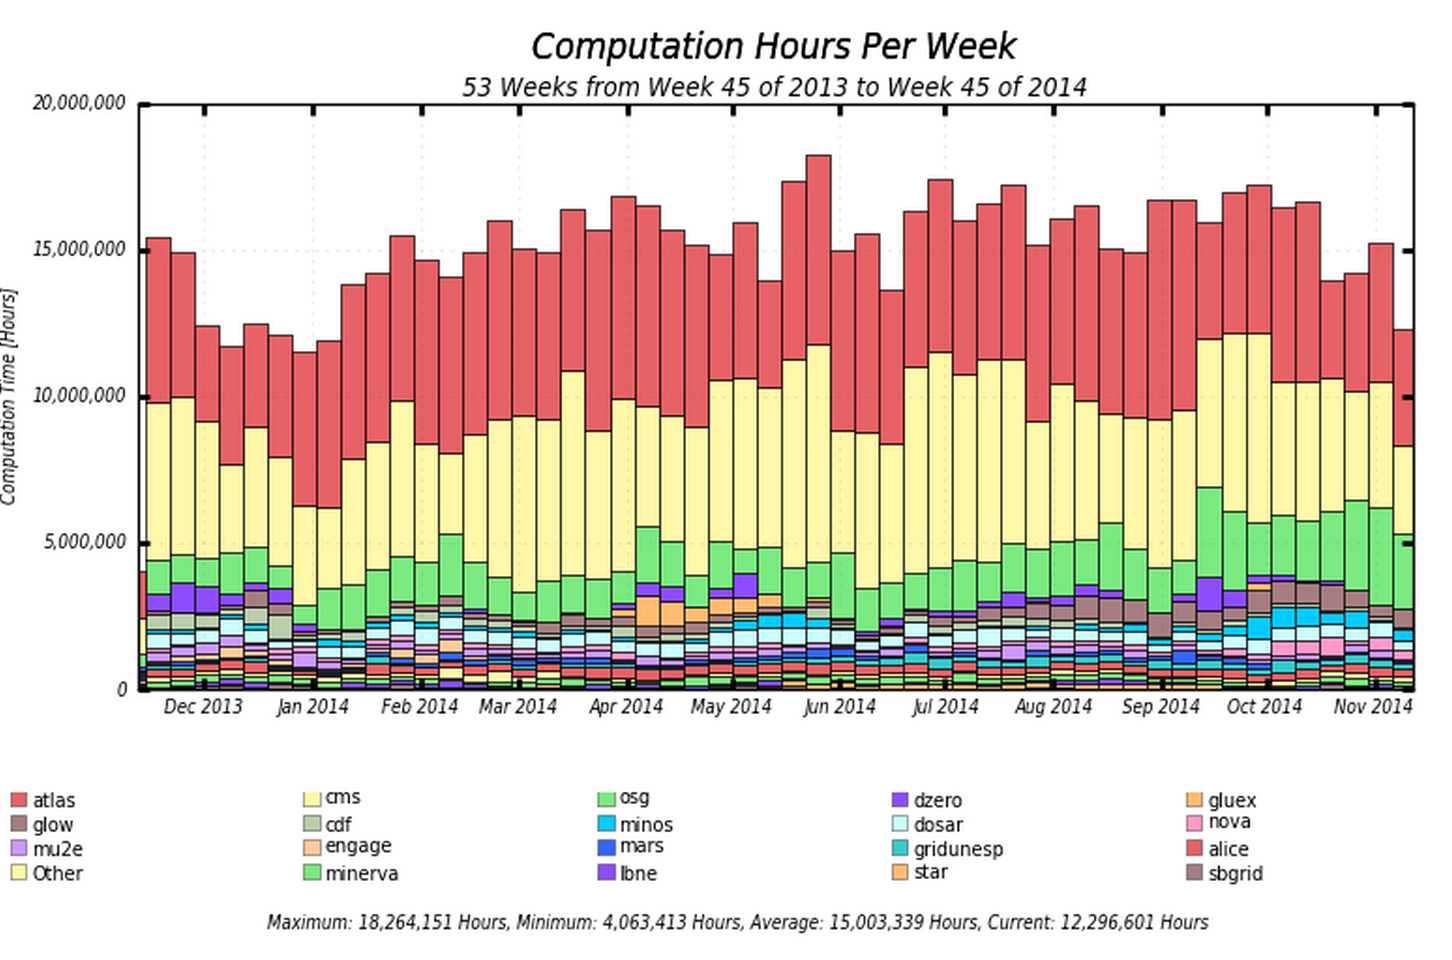 Computation Hours Per Week
53 Weeks from Week 45 of 2013 to Week 45 of 2014
Computation Time [Hours]
20,000,000
15,000,000
10,000,000
5,000,000
0
Dec 2013 Jan 2014 Feb 2014 Mar 2014 Apr 2014 May 2014 Jun 2014 Jul 2014 Aug 2014 Sep 2014 Oct 2014 Nov 2014
atlas cms osg dzero gluex
glow cdf minos dosar nova
mu2e engage mars gridunesp alice
Other minerva lbne star sbgrid
Maximum: 18,264,151 Hours, Minimum: 4,063,413 Hours, Average: 15,003,339 Hours, Current: 12,296,601 Hours